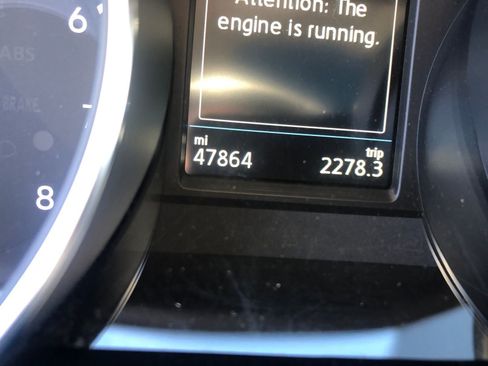 6
ABS
BRAKE
8
Attention: The
engine is running.
mi
trip
47864
2278.3